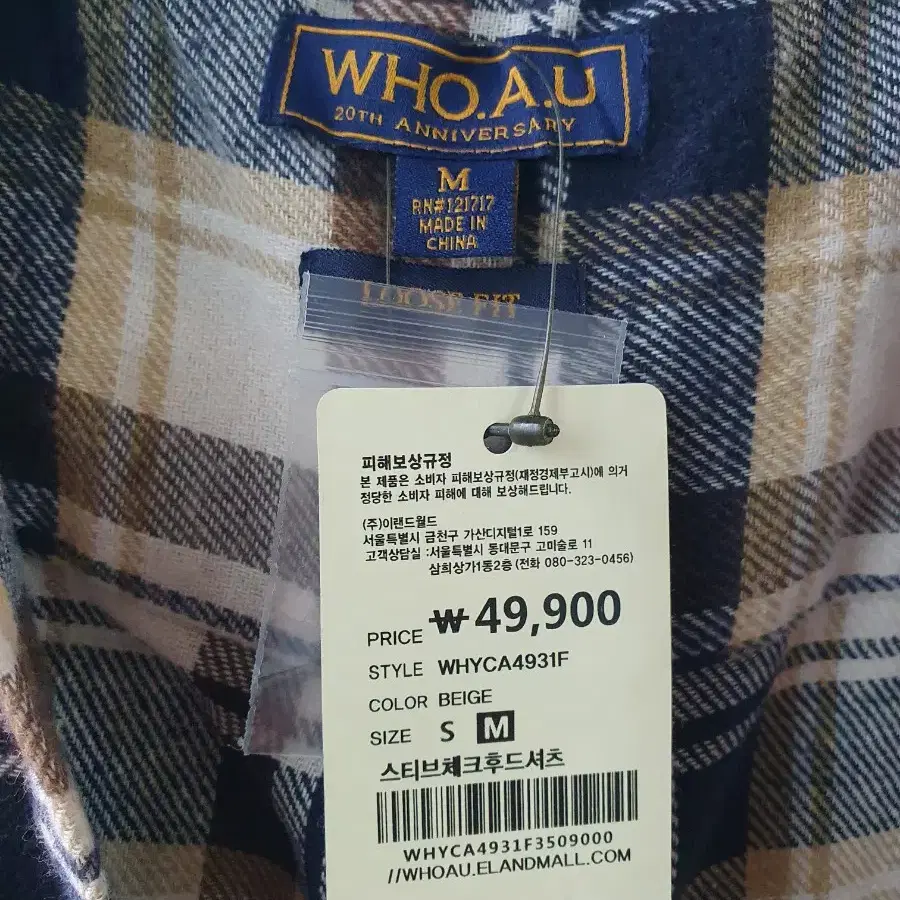 WHO.A.U
20TH ANNIVERSARY
M
RN#121717
MADE IN
CHINA
LOOSE FIT
피해보상규정
본 제품은 소비자 피해보상규정(재정경제부고시)에 의거
정당한 소비자 피해에 대해 보상해드립니다.
(주)이랜드월드
서울특별시 금천구 가산디지털1로 159
고객상담실 :서울특별시 동대문구 고미술로 11
삼희상가1동2층 (전화 080-323-0456)
PRICE ₩49,900
STYLE WHYCA4931F
COLOR BEIGE
SIZE S M
스티브체크후드셔츠
WHYCA4931F3509000
//WHOAU.ELANDMALL.COM